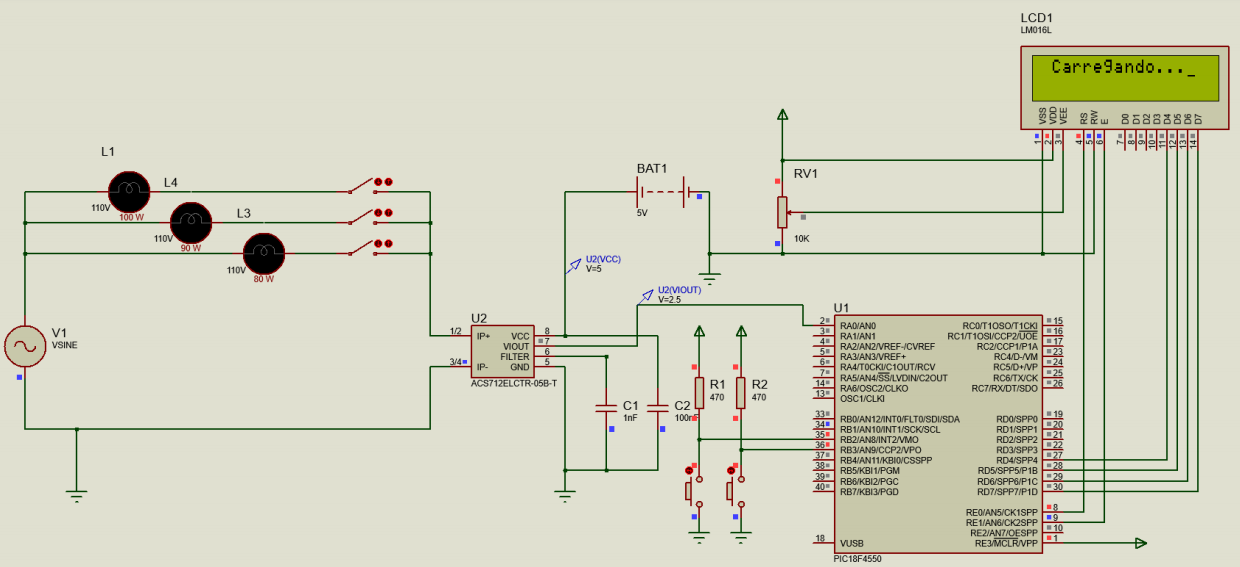 LCD1
LM016L
Carregando..._
VSS
VDD
VEE
RS
RW
E
D0
D1
D2
D3
D4
D5
D6
D7
1
2
3
4
5
6
7
8
9
10
11
12
13
14
L1
110V
100 W
L4
110V
90 W
L3
110V
80 W
V1
VSINE
BAT1
5V
RV1
10K
U2(VCC)
V=5
U2(VIOUT)
V=2.5
U2
1/2
IP+
3/4
IP-
VCC
8
VIOUT
7
FILTER
6
GND
5
ACS712ELCTR-05B-T
C1
1nF
C2
R1
470
R2
470
U1
2
RA0/AN0
3
RA1/AN1
4
RA2/AN2/VREF-/CVREF
5
RA3/AN3/VREF+
6
RA4/T0CKI/C1OUT/RCV
7
RA5/AN4/SS/LVDIN/C2OUT
14
RA6/OSC2/CLKO
13
OSC1/CLKI
33
RB0/AN12/INT0/FLT0/SDI/SDA
34
RB1/AN10/INT1/SCK/SCL
35
RB2/AN8/INT2/VMO
36
RB3/AN9/CCP2/VPO
37
RB4/AN11/KBI0/CSSPP
38
RB5/KBI1/PGM
39
RB6/KBI2/PGC
40
RB7/KBI3/PGD
18
VUSB
RC0/T1OSO/T1CKI
15
RC1/T1OSI/CCP2/UOE
16
RC2/CCP1/P1A
17
RC4/D-/VM
23
RC5/D+/VP
24
RC6/TX/CK
25
RC7/RX/DT/SDO
26
RD0/SPP0
19
RD1/SPP1
20
RD2/SPP2
21
RD3/SPP3
22
RD4/SPP4
27
RD5/SPP5/P1B
28
RD6/SPP6/P1C
29
RD7/SPP7/P1D
30
RE0/AN5/CK1SPP
8
RE1/AN6/CK2SPP
9
RE2/AN7/OESPP
10
RE3/MCLR/VPP
1
PIC18F4550